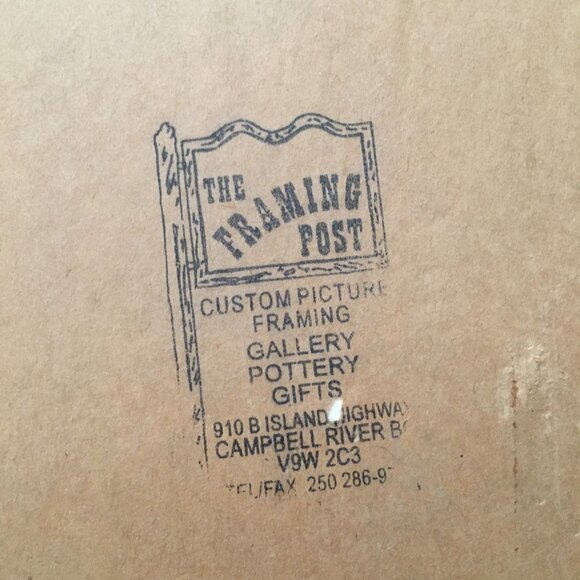 THE
FRAMING
POST
CUSTOM PICTURE
FRAMING
GALLERY
POTTERY
GIFTS
910 B ISLAND HIGHWAY
CAMPBELL RIVER BC
V9W 2C3
TEL/FAX 250 286-9